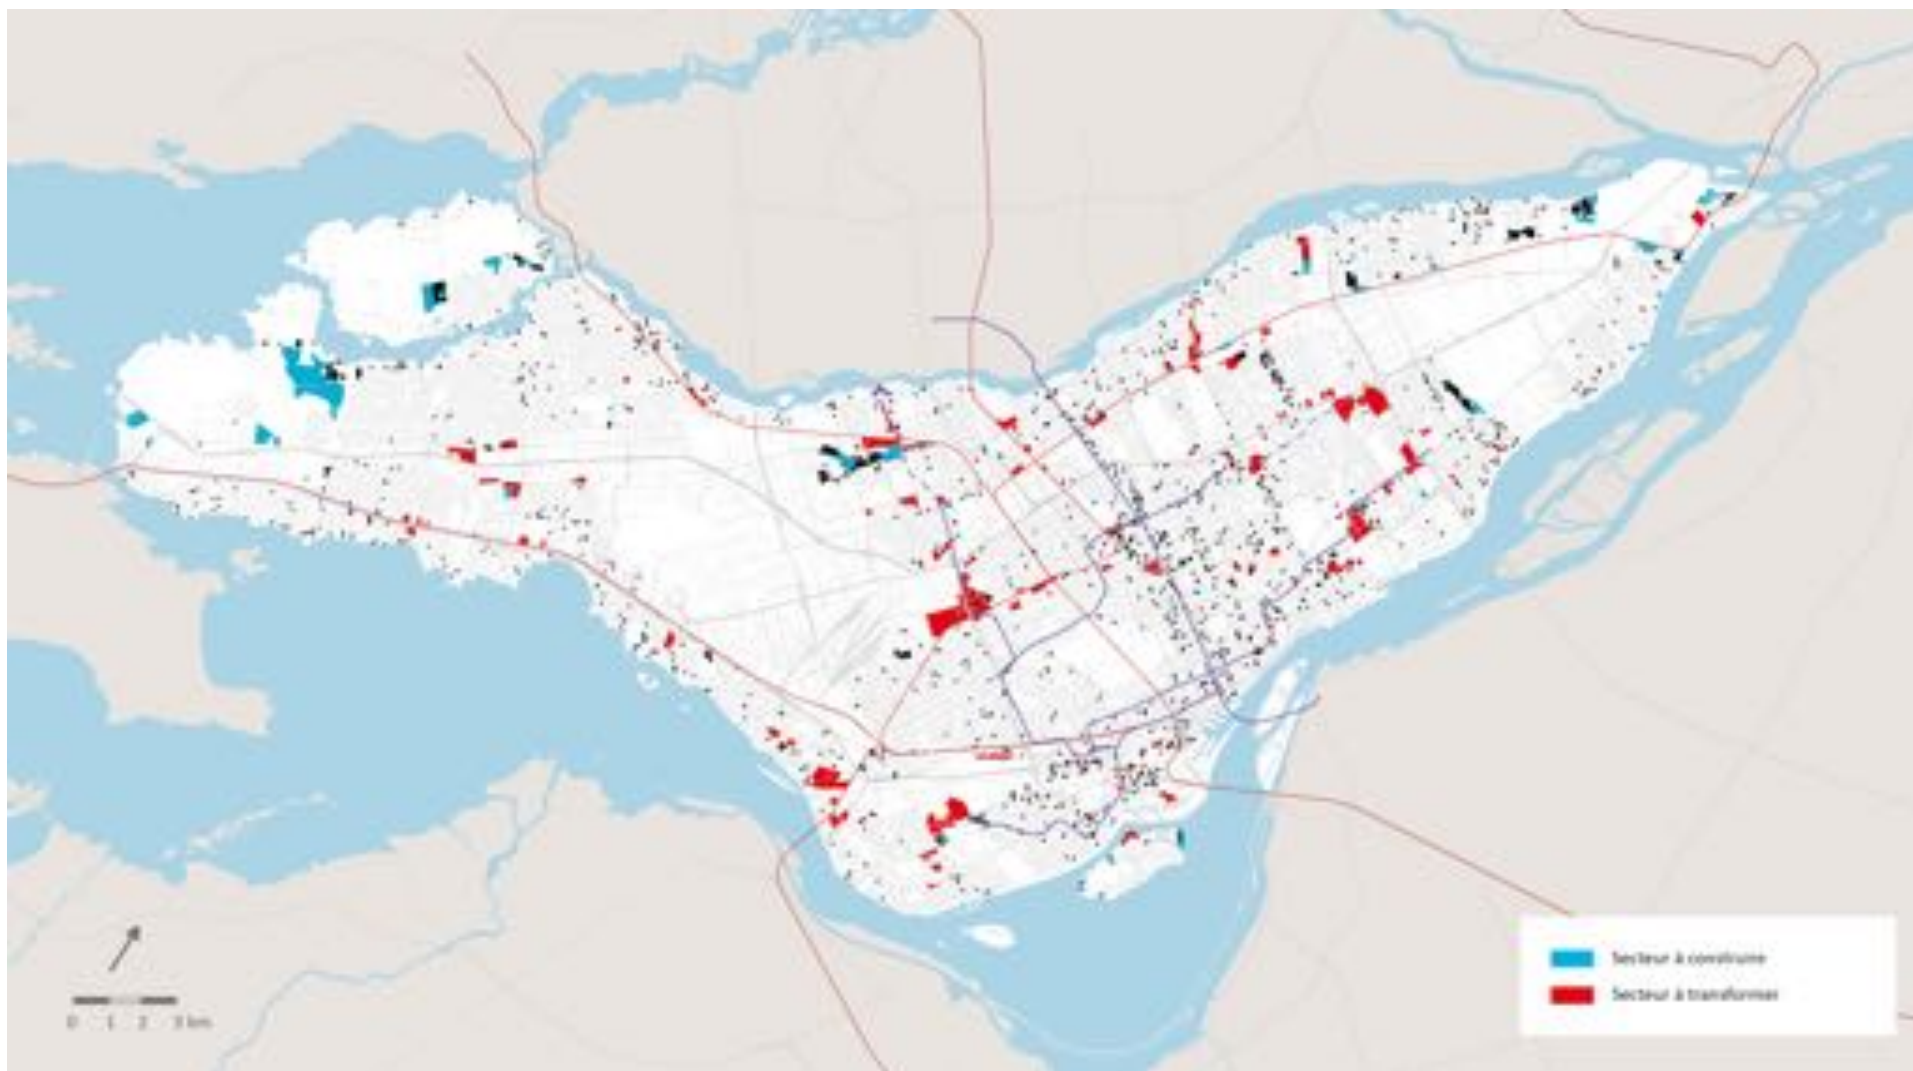 Secteur à construire
Secteur à transformer
0 1 2 3 km